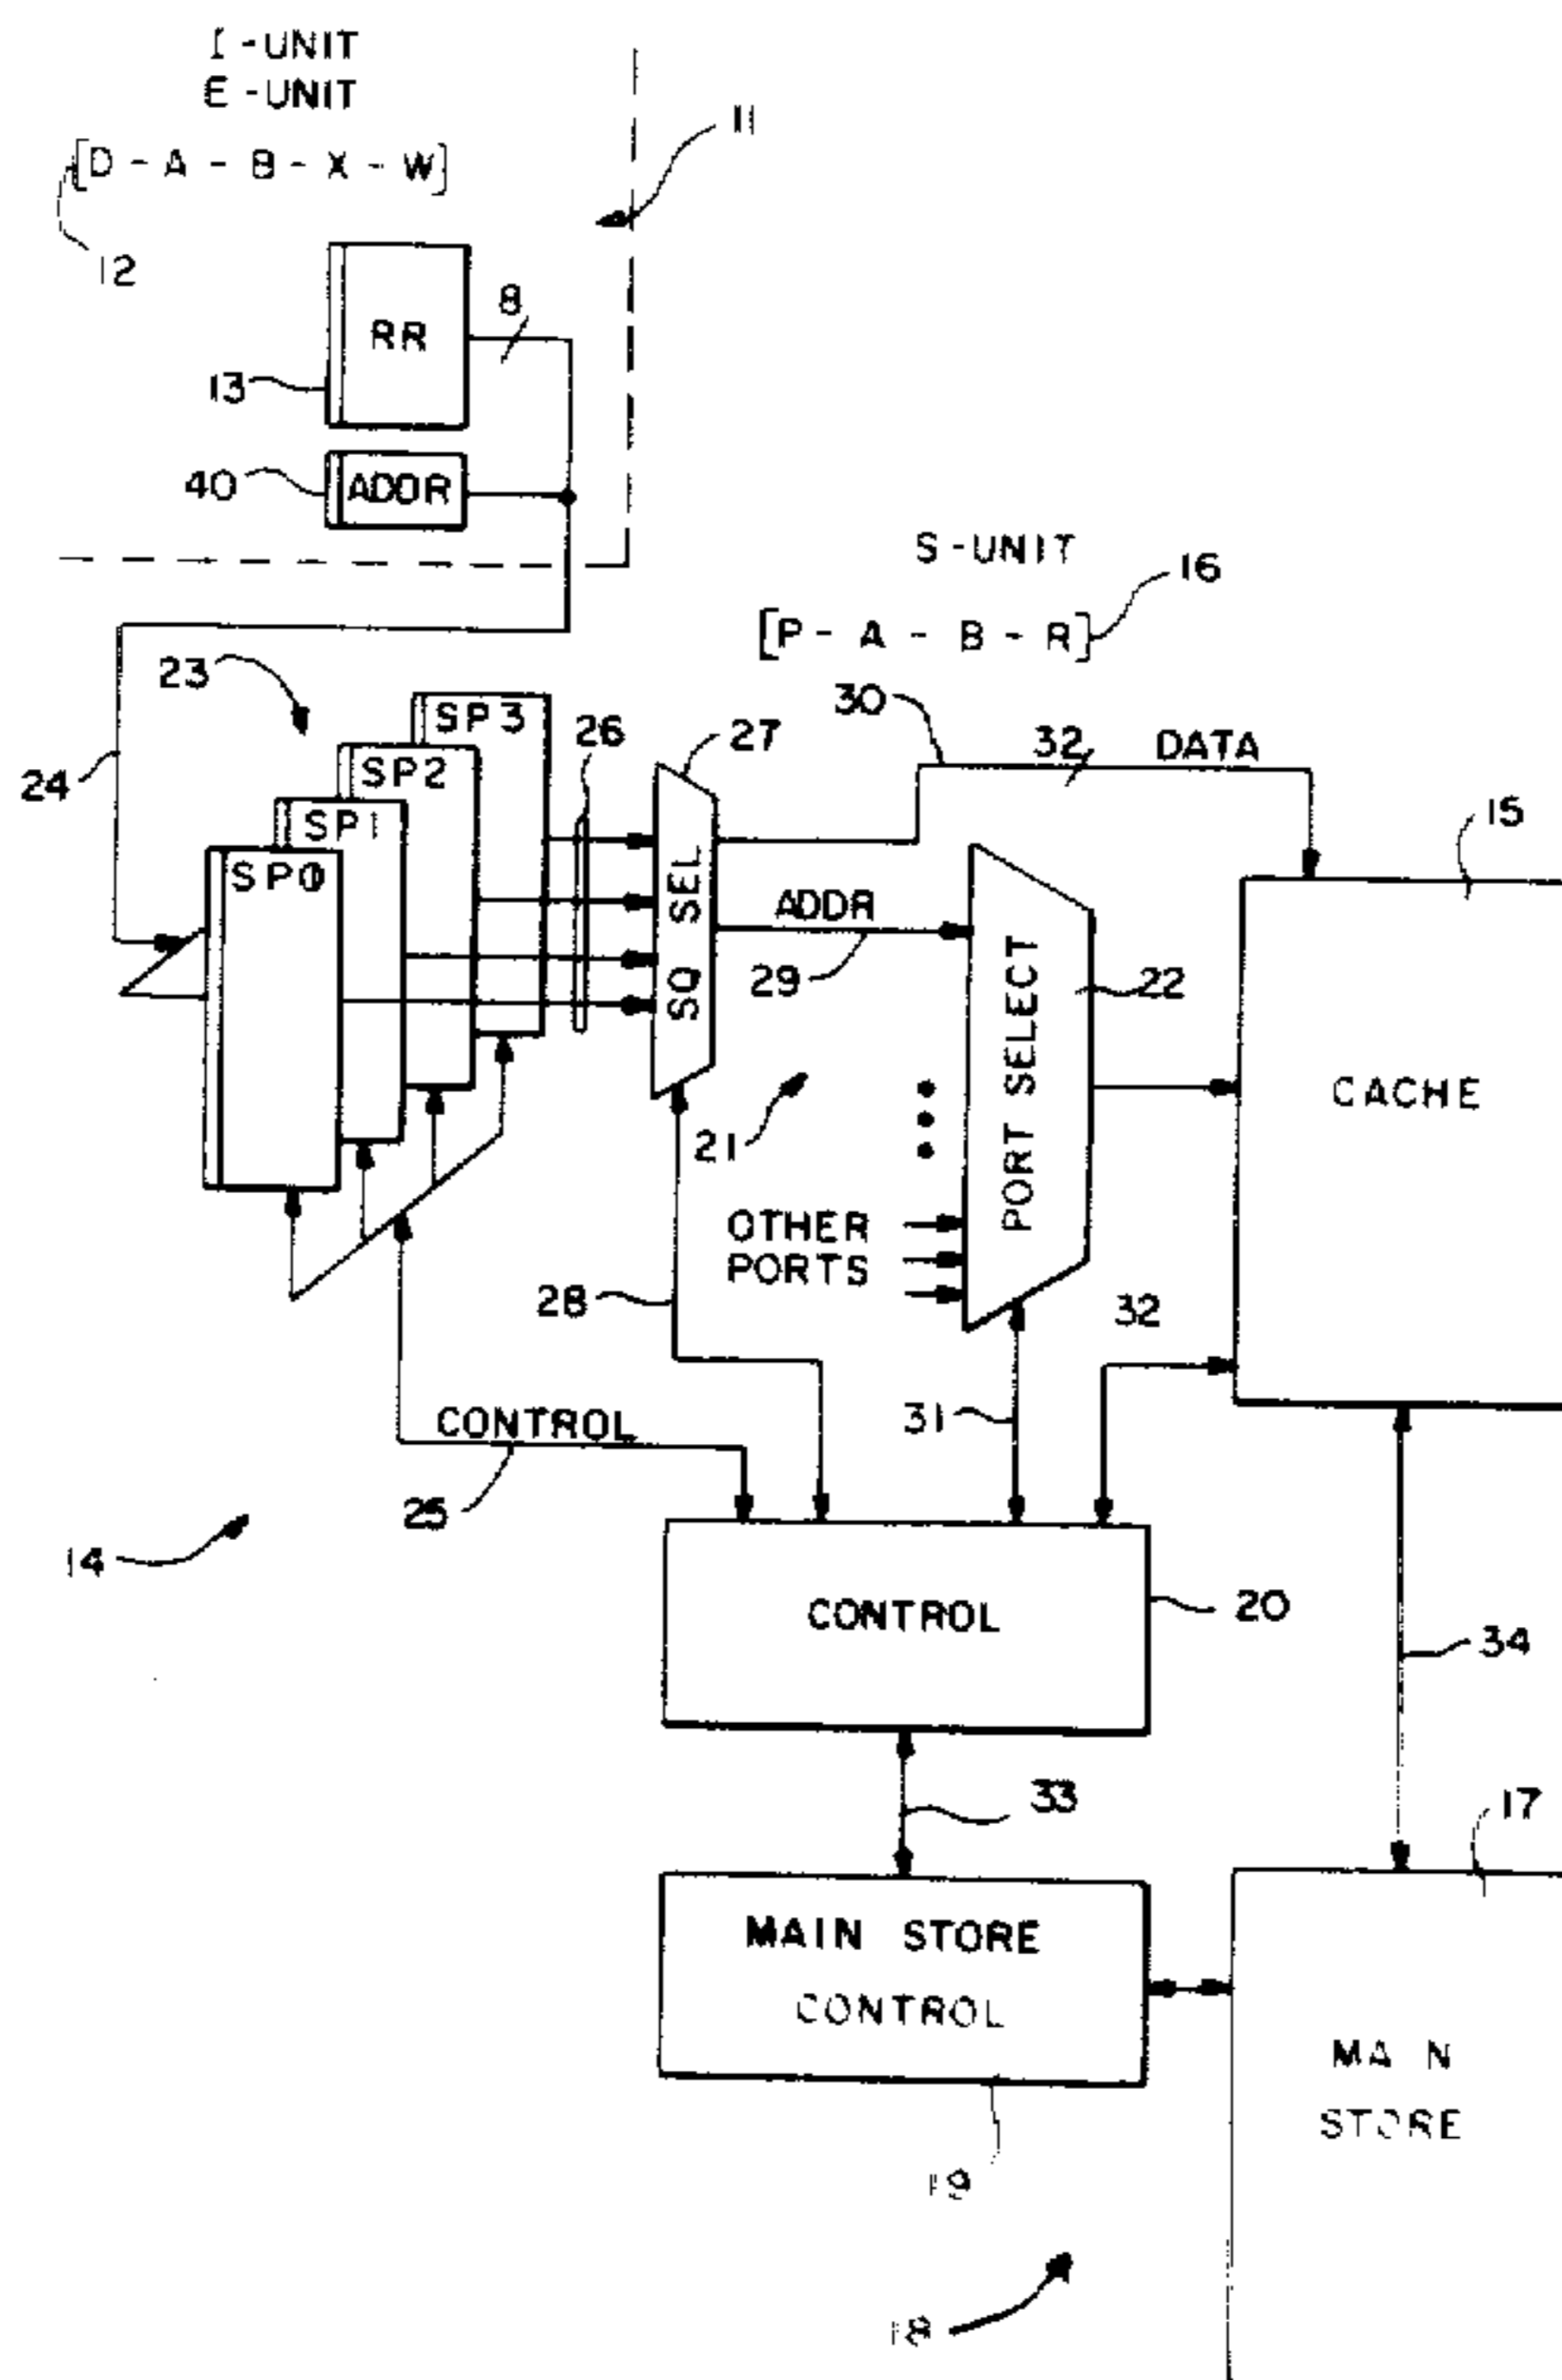 I-UNIT
E-UNIT
11
[D-A-B-X-W]
12
8
RR
13
40
ADDR
S-UNIT
16
[P-A-B-R]
23
30
SP3
26
27
32
DATA
24
SP2
SP1
15
SP0
SQ SEL
ADDR
29
PORT SELECT
22
CACHE
21
OTHER
PORTS
28
32
31
CONTROL
25
14
CONTROL
20
34
33
17
MAIN STORE
CONTROL
MA N
STORE
19
18